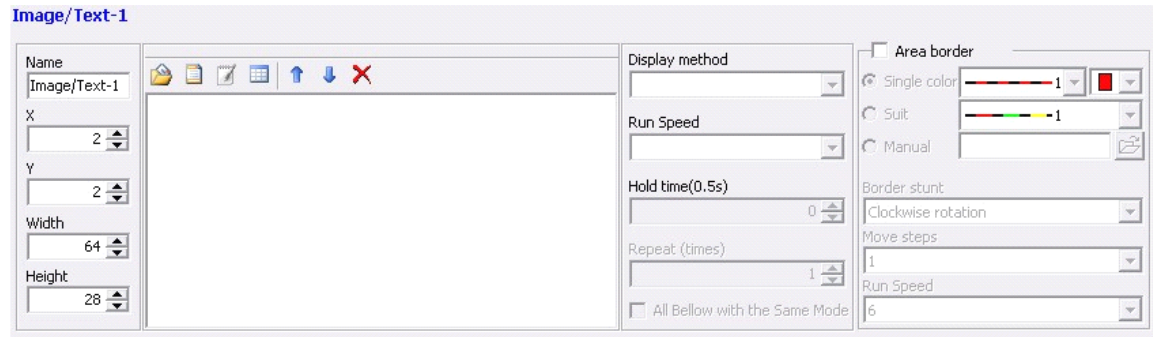 Image/Text-1
Name
Image/Text-1
X
2
Y
2
Width
64
Height
28
Display method
Run Speed
Hold time(0.5s)
0
Repeat (times)
1
All Bellow with the Same Mode
Area border
Single color
1
Suit
1
Manual
Border stunt
Clockwise rotation
Move steps
1
Run Speed
6